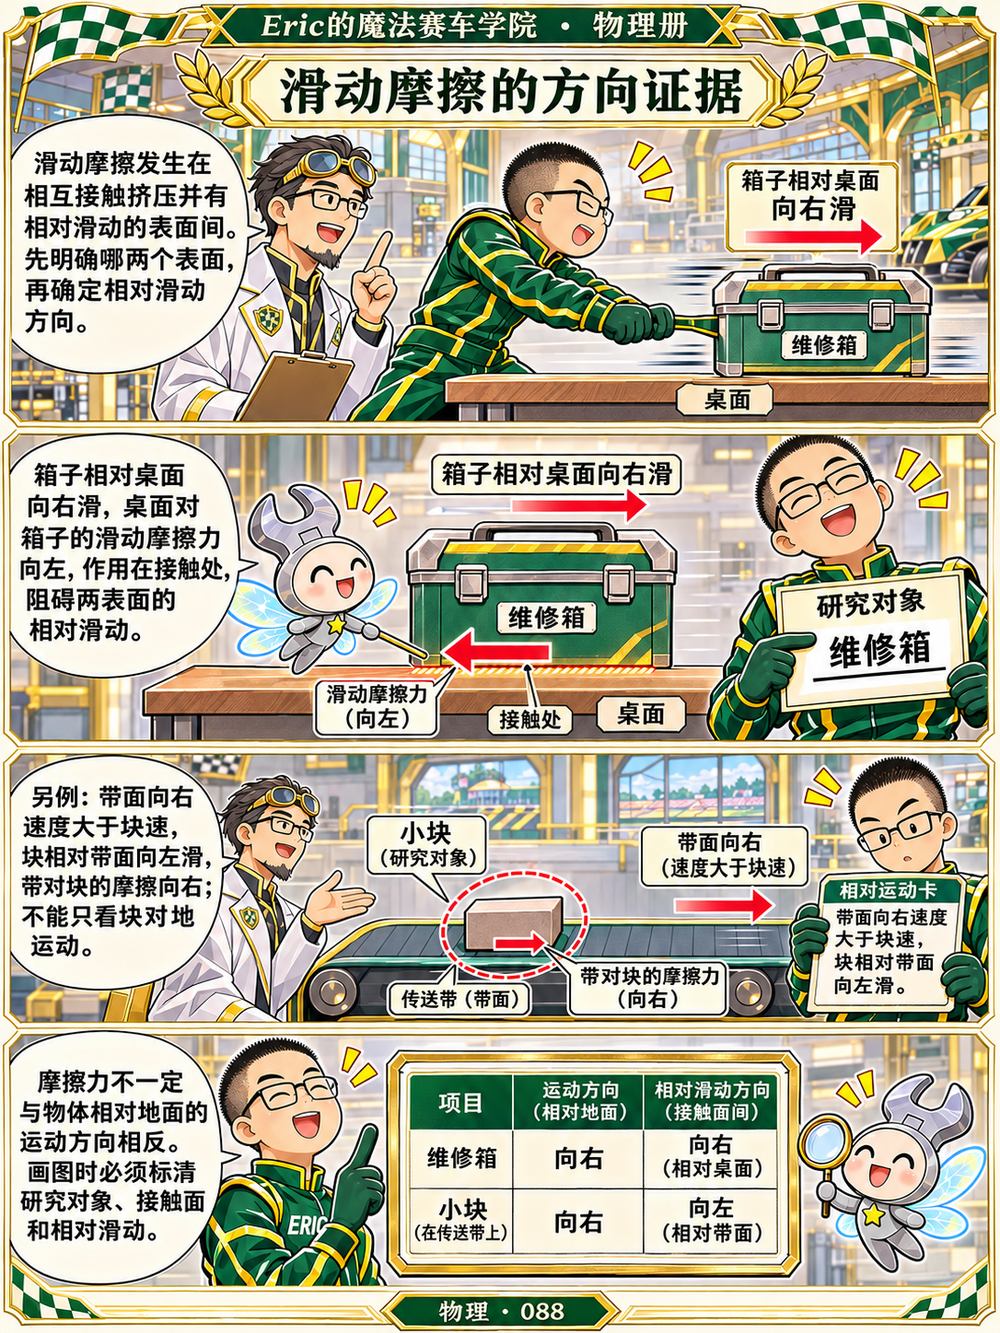 Eric的魔法赛车学院 · 物理册
滑动摩擦的方向证据
滑动摩擦发生在
相互接触挤压并有
相对滑动的表面间。
先明确哪两个表面，
再确定相对滑动
方向。
箱子相对桌面
向右滑
维修箱
桌面
箱子相对桌面
向右滑，桌面对
箱子的滑动摩擦力
向左，作用在接触处，
阻碍两表面的
相对滑动。
箱子相对桌面向右滑
维修箱
滑动摩擦力
（向左）
接触处
桌面
研究对象
维修箱
另例：带面向右
速度大于块速，
块相对带面向左滑，
带对块的摩擦向右；
不能只看块对地
运动。
小块
（研究对象）
带面向右
（速度大于块速）
传送带（带面）
带对块的摩擦力
（向右）
相对运动卡
带面向右速度
大于块速，
块相对带面
向左滑。
摩擦力不一定
与物体相对地面的
运动方向相反。
画图时必须标清
研究对象、接触面
和相对滑动。
ERIC
项目
运动方向
（相对地面）
相对滑动方向
（接触面间）
维修箱
向右
向右
（相对桌面）
小块
（在传送带上）
向右
向左
（相对带面）
物理 · 088